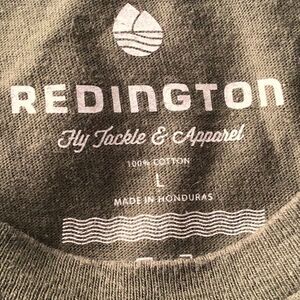 REDINGTON
Fly Tackle & Apparel
100% COTTON
L
MADE IN HONDURAS